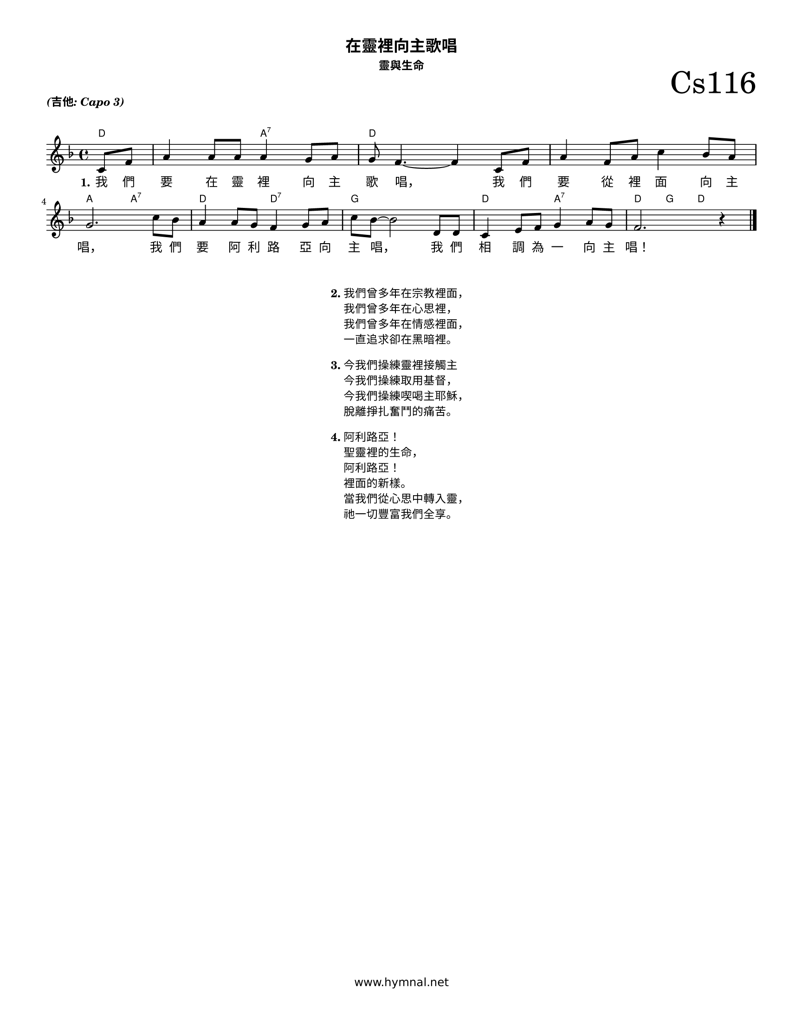 在靈裡向主歌唱
靈與生命
Cs116
(吉他: Capo 3)
D A7 D
1. 我 們 要 在 靈 裡 向 主 歌 唱， 我 們 要 從 裡 面 向 主
4 A A7 D D7 G D A7 D G D
唱， 我 們 要 阿 利 路 亞 向 主 唱， 我 們 相 調 為 一 向 主 唱！
2. 我們曾多年在宗教裡面，
我們曾多年在心思裡，
我們曾多年在情感裡面，
一直追求卻在黑暗裡。
3. 今我們操練靈裡接觸主
今我們操練取用基督，
今我們操練喫喝主耶穌，
脫離掙扎奮鬥的痛苦。
4. 阿利路亞！
聖靈裡的生命，
阿利路亞！
裡面的新樣。
當我們從心思中轉入靈，
祂一切豐富我們全享。
www.hymnal.net